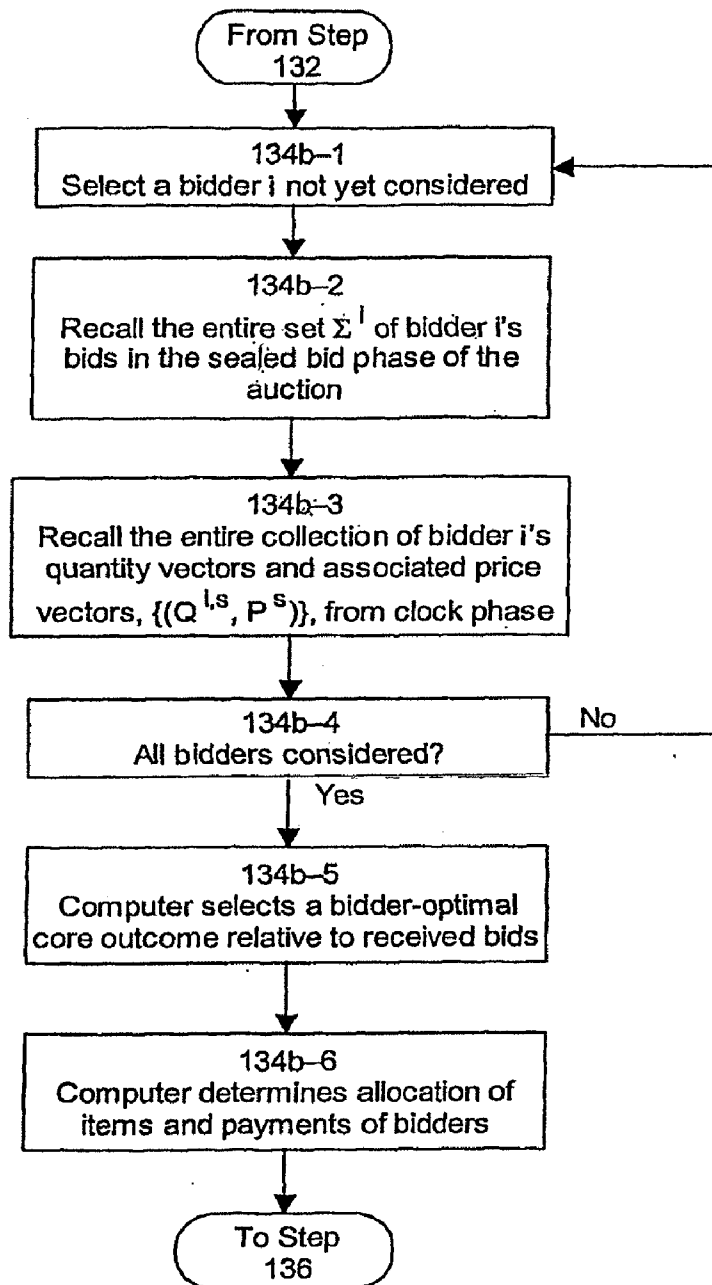 From Step
132
134b–1
Select a bidder i not yet considered
134b–2
Recall the entire set Σ^i of bidder i's
bids in the sealed bid phase of the
auction
134b–3
Recall the entire collection of bidder i's
quantity vectors and associated price
vectors, {(Q^i,s, P^s)}, from clock phase
134b–4
All bidders considered?
No
Yes
134b–5
Computer selects a bidder-optimal
core outcome relative to received bids
134b–6
Computer determines allocation of
items and payments of bidders
To Step
136